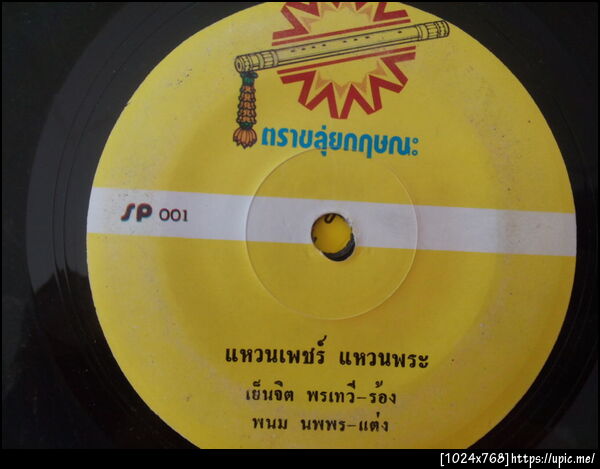 ตราขลุ่ยกฤษณะ
SP 001
แหวนเพชร์ แหวนพระ
เย็นจิต พรเทวี-ร้อง
พนม นพพร-แต่ง
[1024x768]https://upic.me/